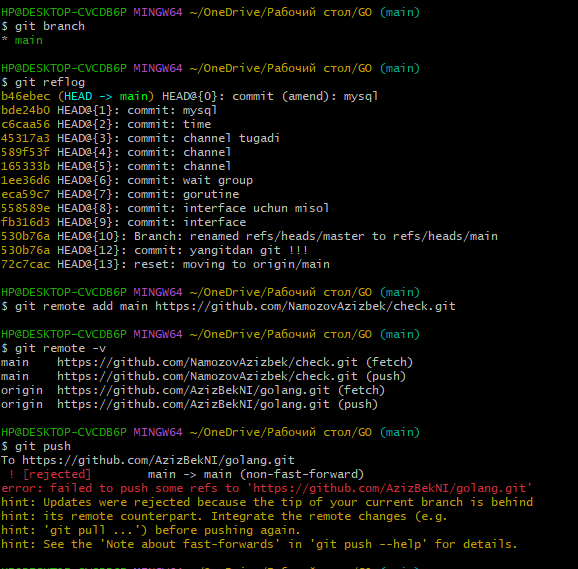 HP@DESKTOP-CVCDB6P MINGW64 ~/OneDrive/Рабочий стол/GO (main)
$ git branch
* main
HP@DESKTOP-CVCDB6P MINGW64 ~/OneDrive/Рабочий стол/GO (main)
$ git reflog
b46ebec (HEAD -> main) HEAD@{0}: commit (amend): mysql
bde24b0 HEAD@{1}: commit: mysql
c6caa56 HEAD@{2}: commit: time
45317a3 HEAD@{3}: commit: channel tugadi
589f53f HEAD@{4}: commit: channel
165333b HEAD@{5}: commit: channel
1ee36d6 HEAD@{6}: commit: wait group
eca59c7 HEAD@{7}: commit: gorutine
558589e HEAD@{8}: commit: interface uchun misol
fb316d3 HEAD@{9}: commit: interface
530b76a HEAD@{10}: Branch: renamed refs/heads/master to refs/heads/main
530b76a HEAD@{12}: commit: yangitdan git !!!
72c7cac HEAD@{13}: reset: moving to origin/main
HP@DESKTOP-CVCDB6P MINGW64 ~/OneDrive/Рабочий стол/GO (main)
$ git remote add main https://github.com/NamozovAzizbek/check.git
HP@DESKTOP-CVCDB6P MINGW64 ~/OneDrive/Рабочий стол/GO (main)
$ git remote -v
main    https://github.com/NamozovAzizbek/check.git (fetch)
main    https://github.com/NamozovAzizbek/check.git (push)
origin  https://github.com/AzizBekNI/golang.git (fetch)
origin  https://github.com/AzizBekNI/golang.git (push)
HP@DESKTOP-CVCDB6P MINGW64 ~/OneDrive/Рабочий стол/GO (main)
$ git push
To https://github.com/AzizBekNI/golang.git
 ! [rejected]        main -> main (non-fast-forward)
error: failed to push some refs to 'https://github.com/AzizBekNI/golang.git'
hint: Updates were rejected because the tip of your current branch is behind
hint: its remote counterpart. Integrate the remote changes (e.g.
hint: 'git pull ...') before pushing again.
hint: See the 'Note about fast-forwards' in 'git push --help' for details.